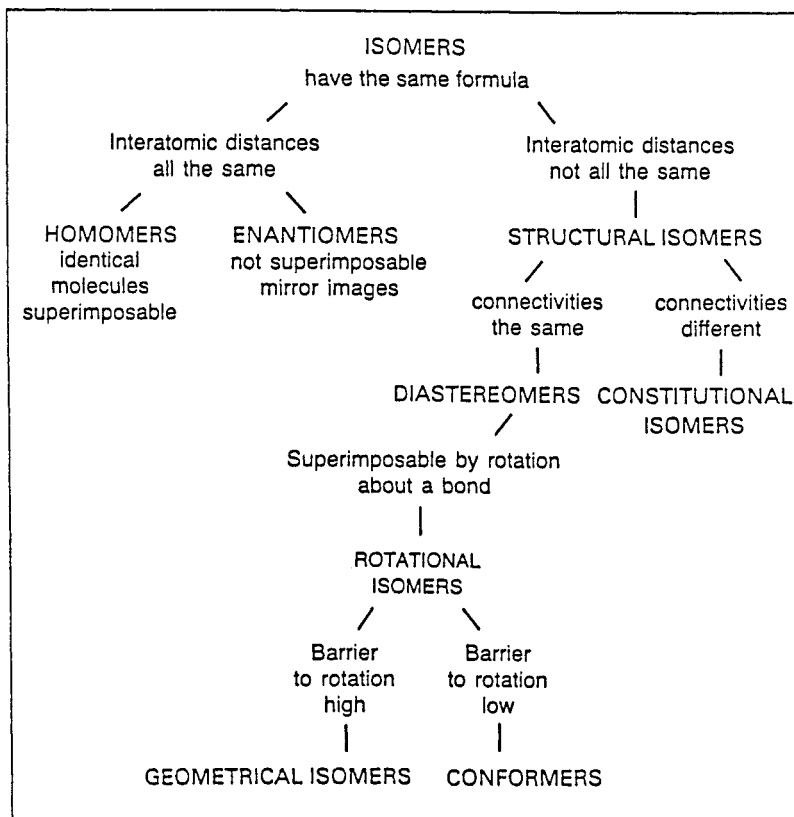 ISOMERS
have the same formula
Interatomic distances
all the same
Interatomic distances
not all the same
HOMOMERS
identical
molecules
superimposable
ENANTIOMERS
not superimposable
mirror images
STRUCTURAL ISOMERS
connectivities
the same
connectivities
different
DIASTEREOMERS
CONSTITUTIONAL
ISOMERS
Superimposable by rotation
about a bond
ROTATIONAL
ISOMERS
Barrier
to rotation
high
Barrier
to rotation
low
GEOMETRICAL ISOMERS
CONFORMERS